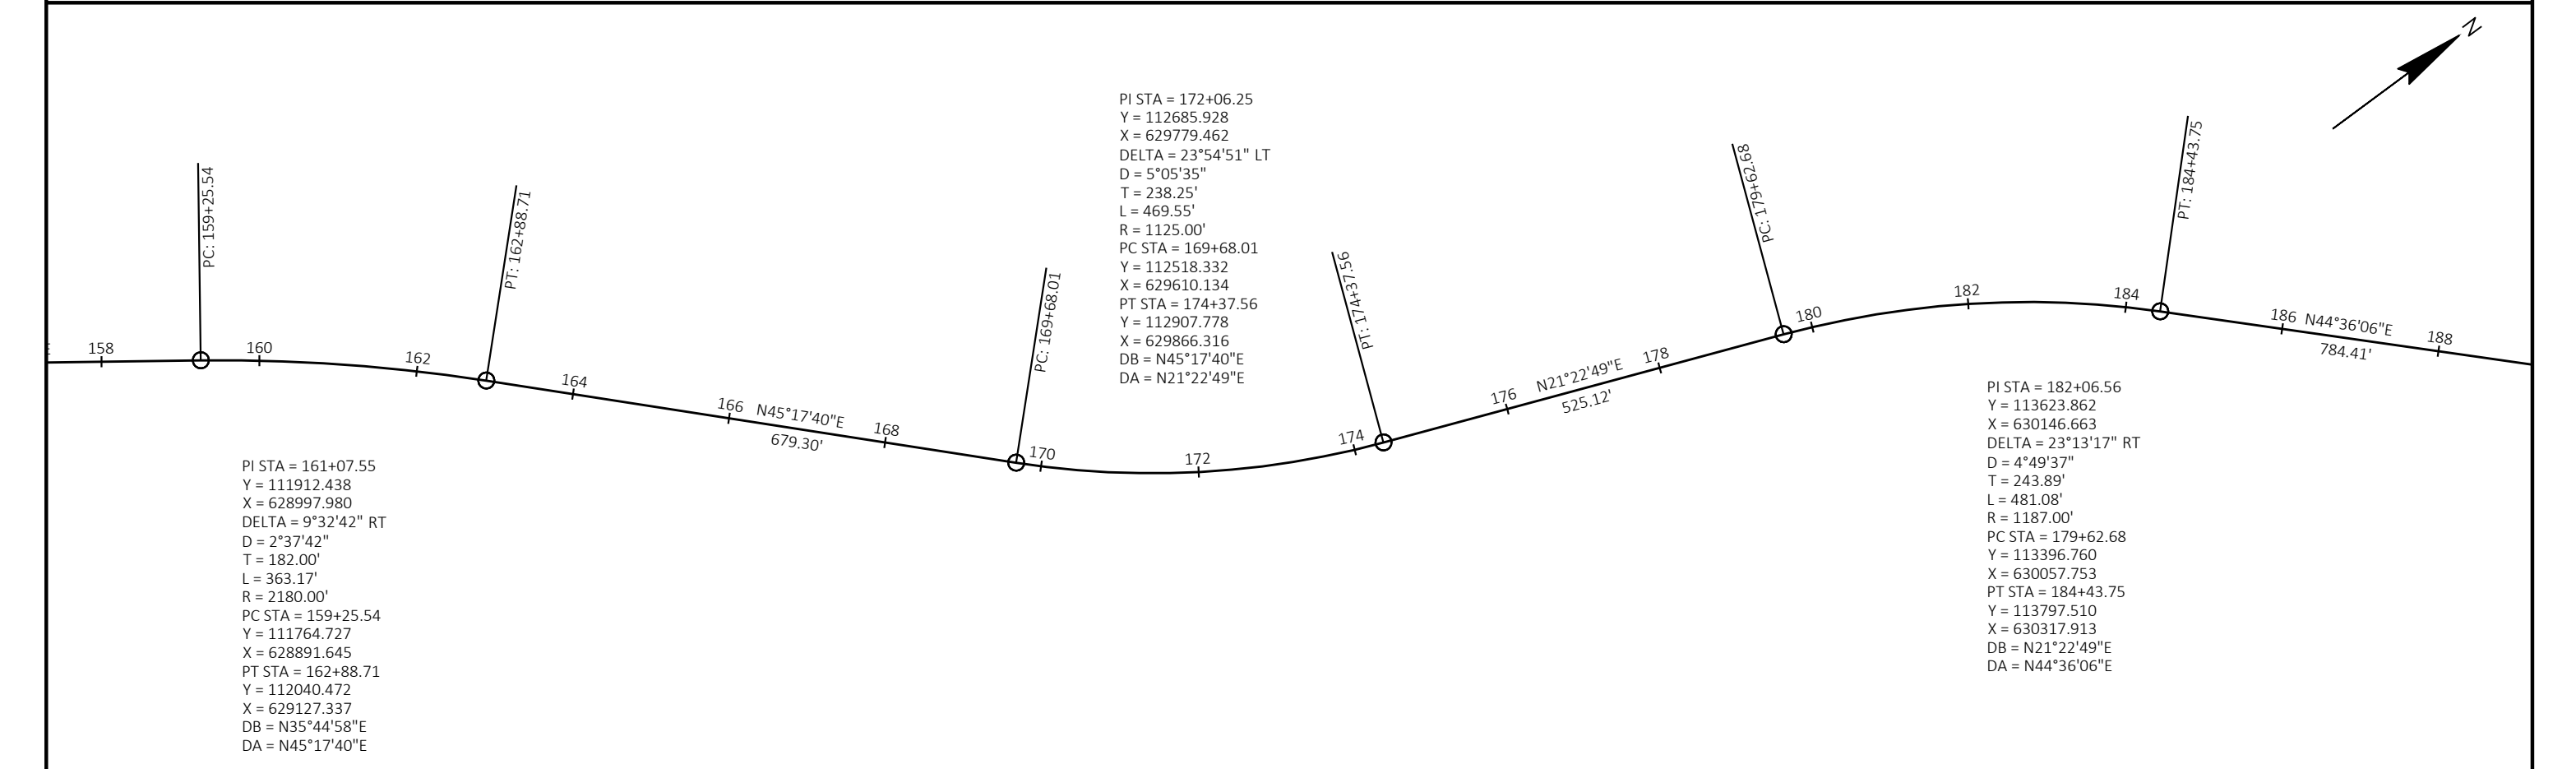 N
PC: 159+25.54
PT: 162+88.71
PC: 169+68.01
PT: 174+37.56
PC: 179+62.68
PT: 184+43.75
158
160
162
164
166
N45°17'40"E
679.30'
168
170
172
174
176
N21°22'49"E
525.12'
178
180
182
184
186
N44°36'06"E
784.41'
188
PI STA = 161+07.55
Y = 111912.438
X = 628997.980
DELTA = 9°32'42" RT
D = 2°37'42"
T = 182.00'
L = 363.17'
R = 2180.00'
PC STA = 159+25.54
Y = 111764.727
X = 628891.645
PT STA = 162+88.71
Y = 112040.472
X = 629127.337
DB = N35°44'58"E
DA = N45°17'40"E
PI STA = 172+06.25
Y = 112685.928
X = 629779.462
DELTA = 23°54'51" LT
D = 5°05'35"
T = 238.25'
L = 469.55'
R = 1125.00'
PC STA = 169+68.01
Y = 112518.332
X = 629610.134
PT STA = 174+37.56
Y = 112907.778
X = 629866.316
DB = N45°17'40"E
DA = N21°22'49"E
PI STA = 182+06.56
Y = 113623.862
X = 630146.663
DELTA = 23°13'17" RT
D = 4°49'37"
T = 243.89'
L = 481.08'
R = 1187.00'
PC STA = 179+62.68
Y = 113396.760
X = 630057.753
PT STA = 184+43.75
Y = 113797.510
X = 630317.913
DB = N21°22'49"E
DA = N44°36'06"E